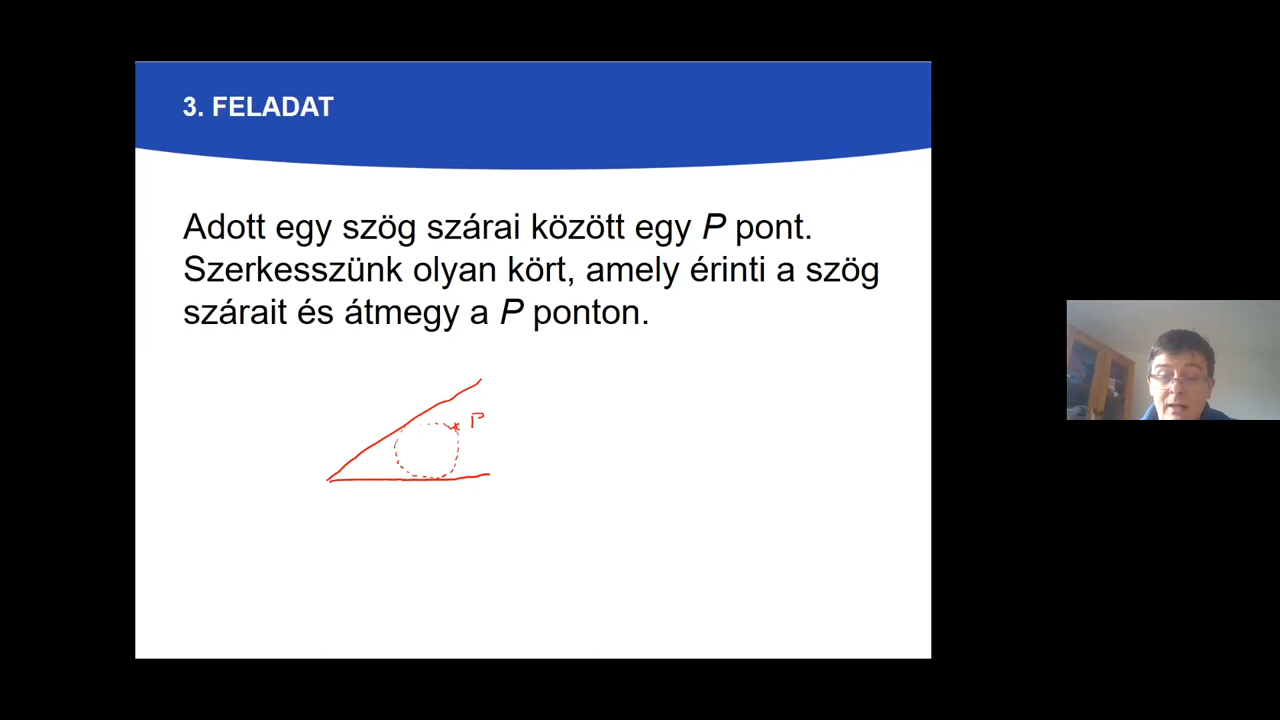 3. FELADAT
Adott egy szög szárai között egy P pont.
Szerkesszünk olyan kört, amely érinti a szög
szárait és átmegy a P ponton.
P